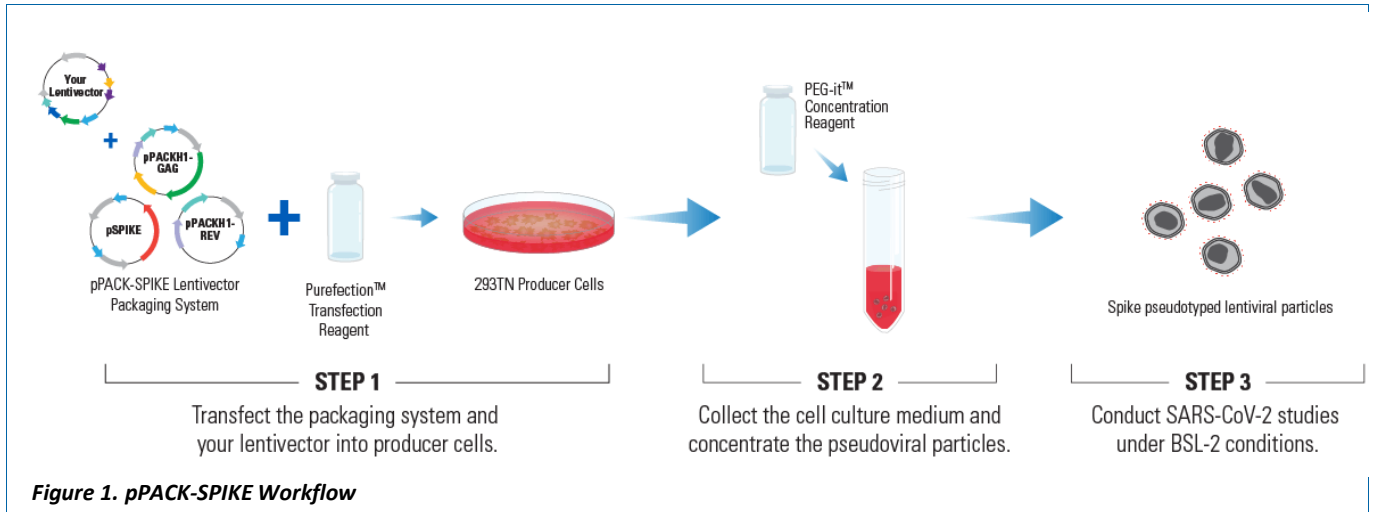 Your
Lentivector
pPACKH1-
GAG
pSPIKE
pPACKH1-
REV
pPACK-SPIKE Lentivector
Packaging System
Purefection™
Transfection
Reagent
293TN Producer Cells
PEG-it™
Concentration
Reagent
Spike pseudotyped lentiviral particles
STEP 1
Transfect the packaging system and
your lentivector into producer cells.
STEP 2
Collect the cell culture medium and
concentrate the pseudoviral particles.
STEP 3
Conduct SARS-CoV-2 studies
under BSL-2 conditions.
Figure 1. pPACK-SPIKE Workflow